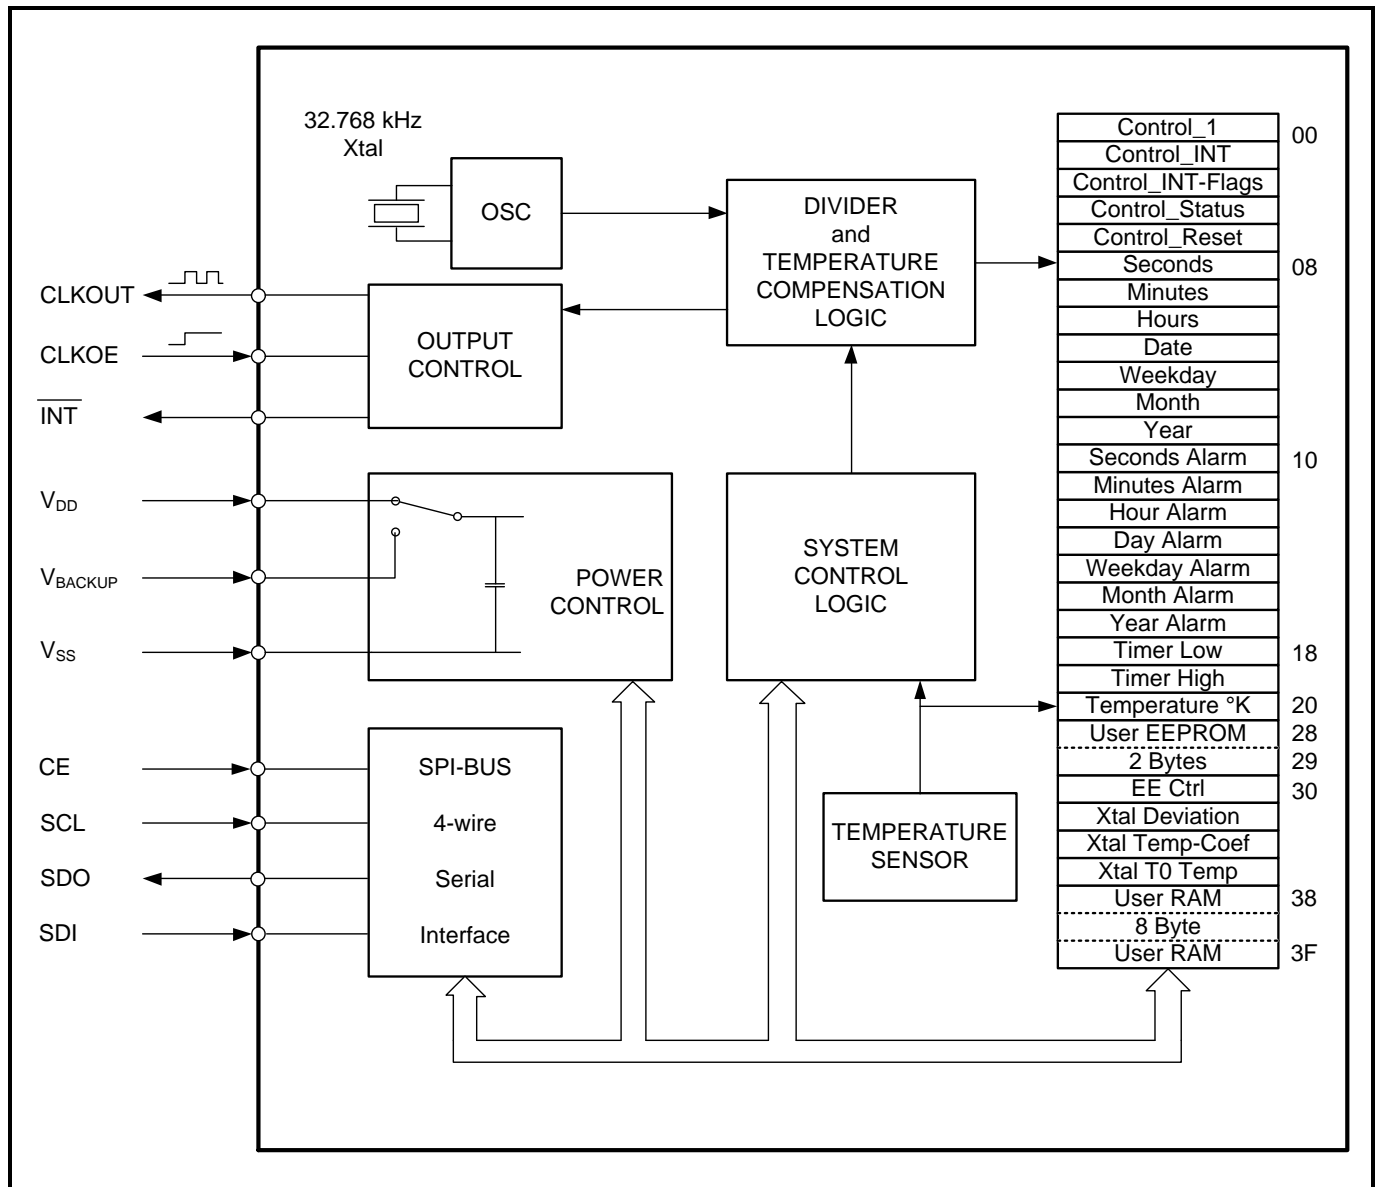 32.768 kHz
Xtal
OSC
DIVIDER
and
TEMPERATURE
COMPENSATION
LOGIC
CLKOUT
CLKOE
INT
OUTPUT
CONTROL
VDD
VBACKUP
VSS
POWER
CONTROL
SYSTEM
CONTROL
LOGIC
CE
SCL
SDO
SDI
SPI-BUS
4-wire
Serial
Interface
TEMPERATURE
SENSOR
Control_1 00
Control_INT
Control_INT-Flags
Control_Status
Control_Reset
Seconds 08
Minutes
Hours
Date
Weekday
Month
Year
Seconds Alarm 10
Minutes Alarm
Hour Alarm
Day Alarm
Weekday Alarm
Month Alarm
Year Alarm
Timer Low 18
Timer High
Temperature °K 20
User EEPROM 28
2 Bytes 29
EE Ctrl 30
Xtal Deviation
Xtal Temp-Coef
Xtal T0 Temp
User RAM 38
8 Byte
User RAM 3F